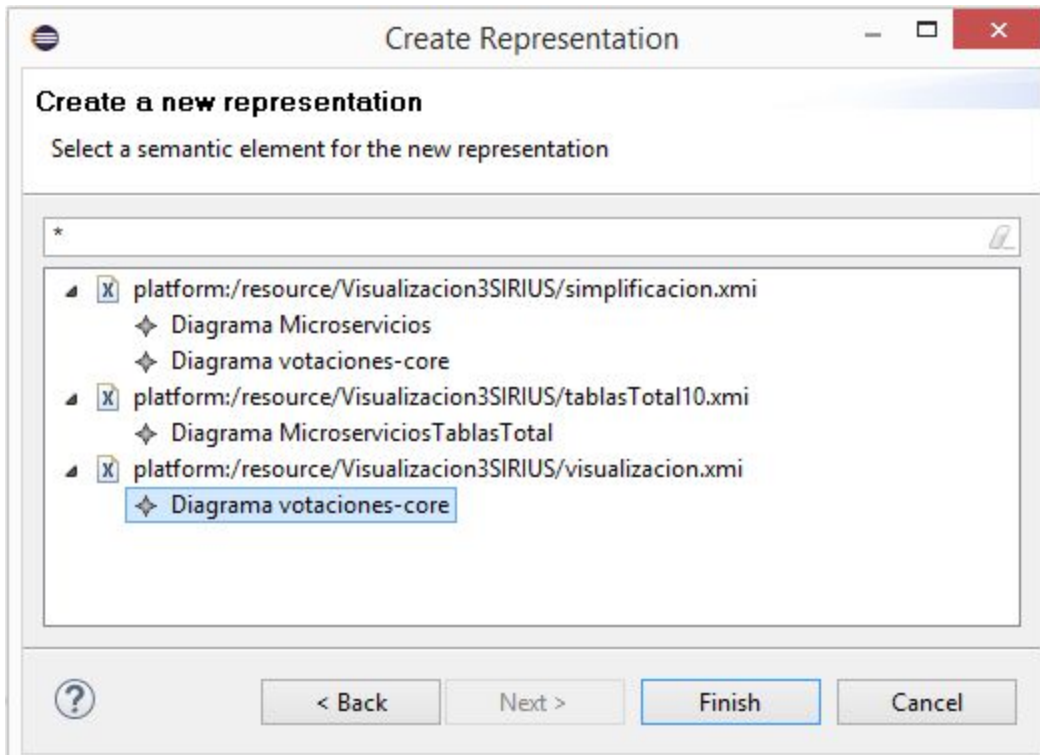 Create Representation
Create a new representation
Select a semantic element for the new representation
*
platform:/resource/Visualizacion3SIRIUS/simplificacion.xmi
Diagrama Microservicios
Diagrama votaciones-core
platform:/resource/Visualizacion3SIRIUS/tablasTotal10.xmi
Diagrama MicroserviciosTablasTotal
platform:/resource/Visualizacion3SIRIUS/visualizacion.xmi
Diagrama votaciones-core
? < Back Next > Finish Cancel